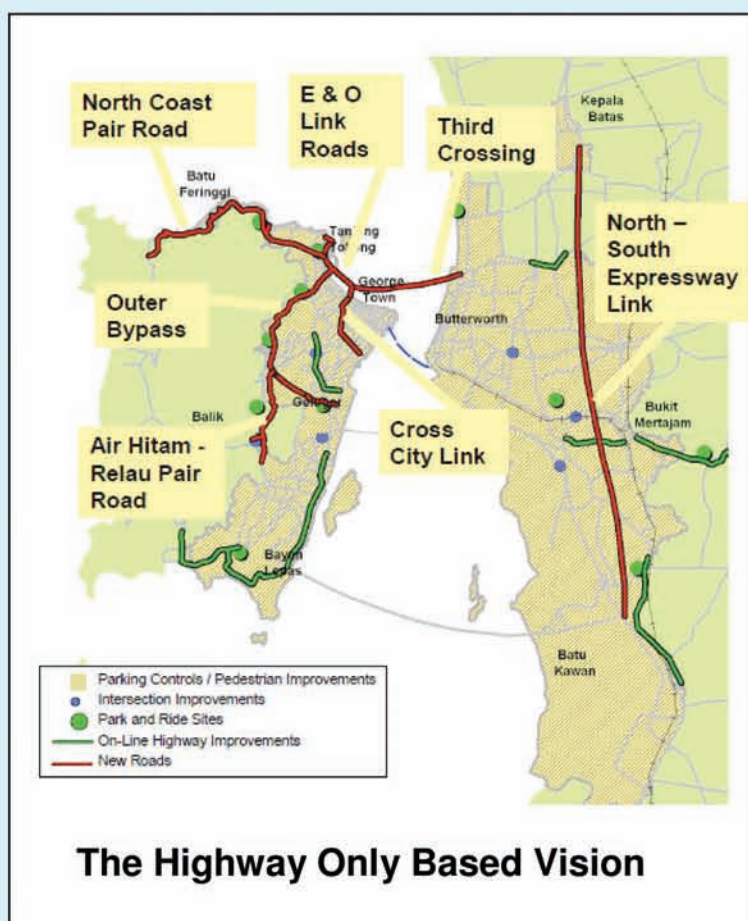 North Coast
Pair Road
E & O
Link
Roads
Third
Crossing
Kepala
Batas
Batu
Feringgi
North –
South
Expressway
Link
George
Town
Outer
Bypass
Butterworth
Balik
Bukit
Mertajam
Air Hitam -
Relau Pair
Road
Cross
City Link
Bayan
Lepas
Batu
Kawan
Parking Controls / Pedestrian Improvements
Intersection Improvements
Park and Ride Sites
On-Line Highway Improvements
New Roads
The Highway Only Based Vision